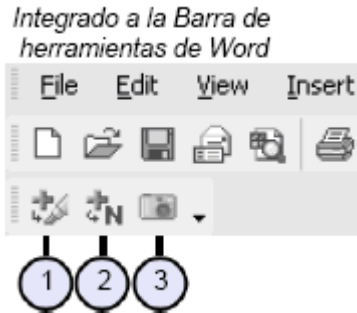 Integrado a la Barra de
herramientas de Word
File Edit View Insert
N
1 2 3